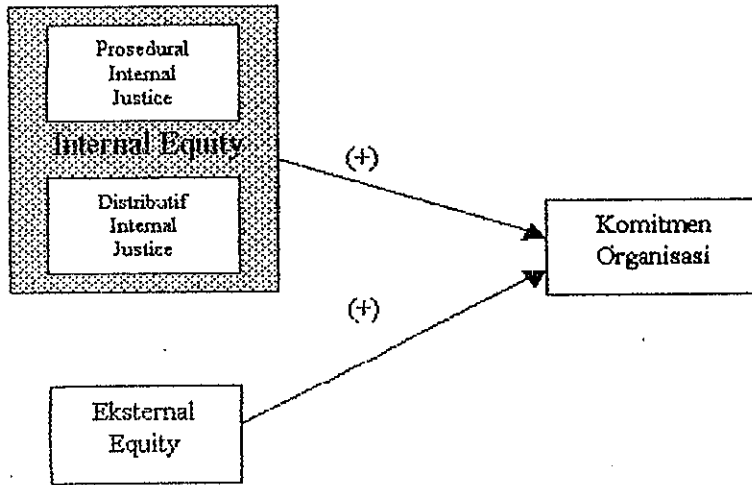 Prosedural
Internal
Justice
Internal Equity
Distributif
Internal
Justice
(+)
(+)
Komitmen
Organisasi
Eksternal
Equity